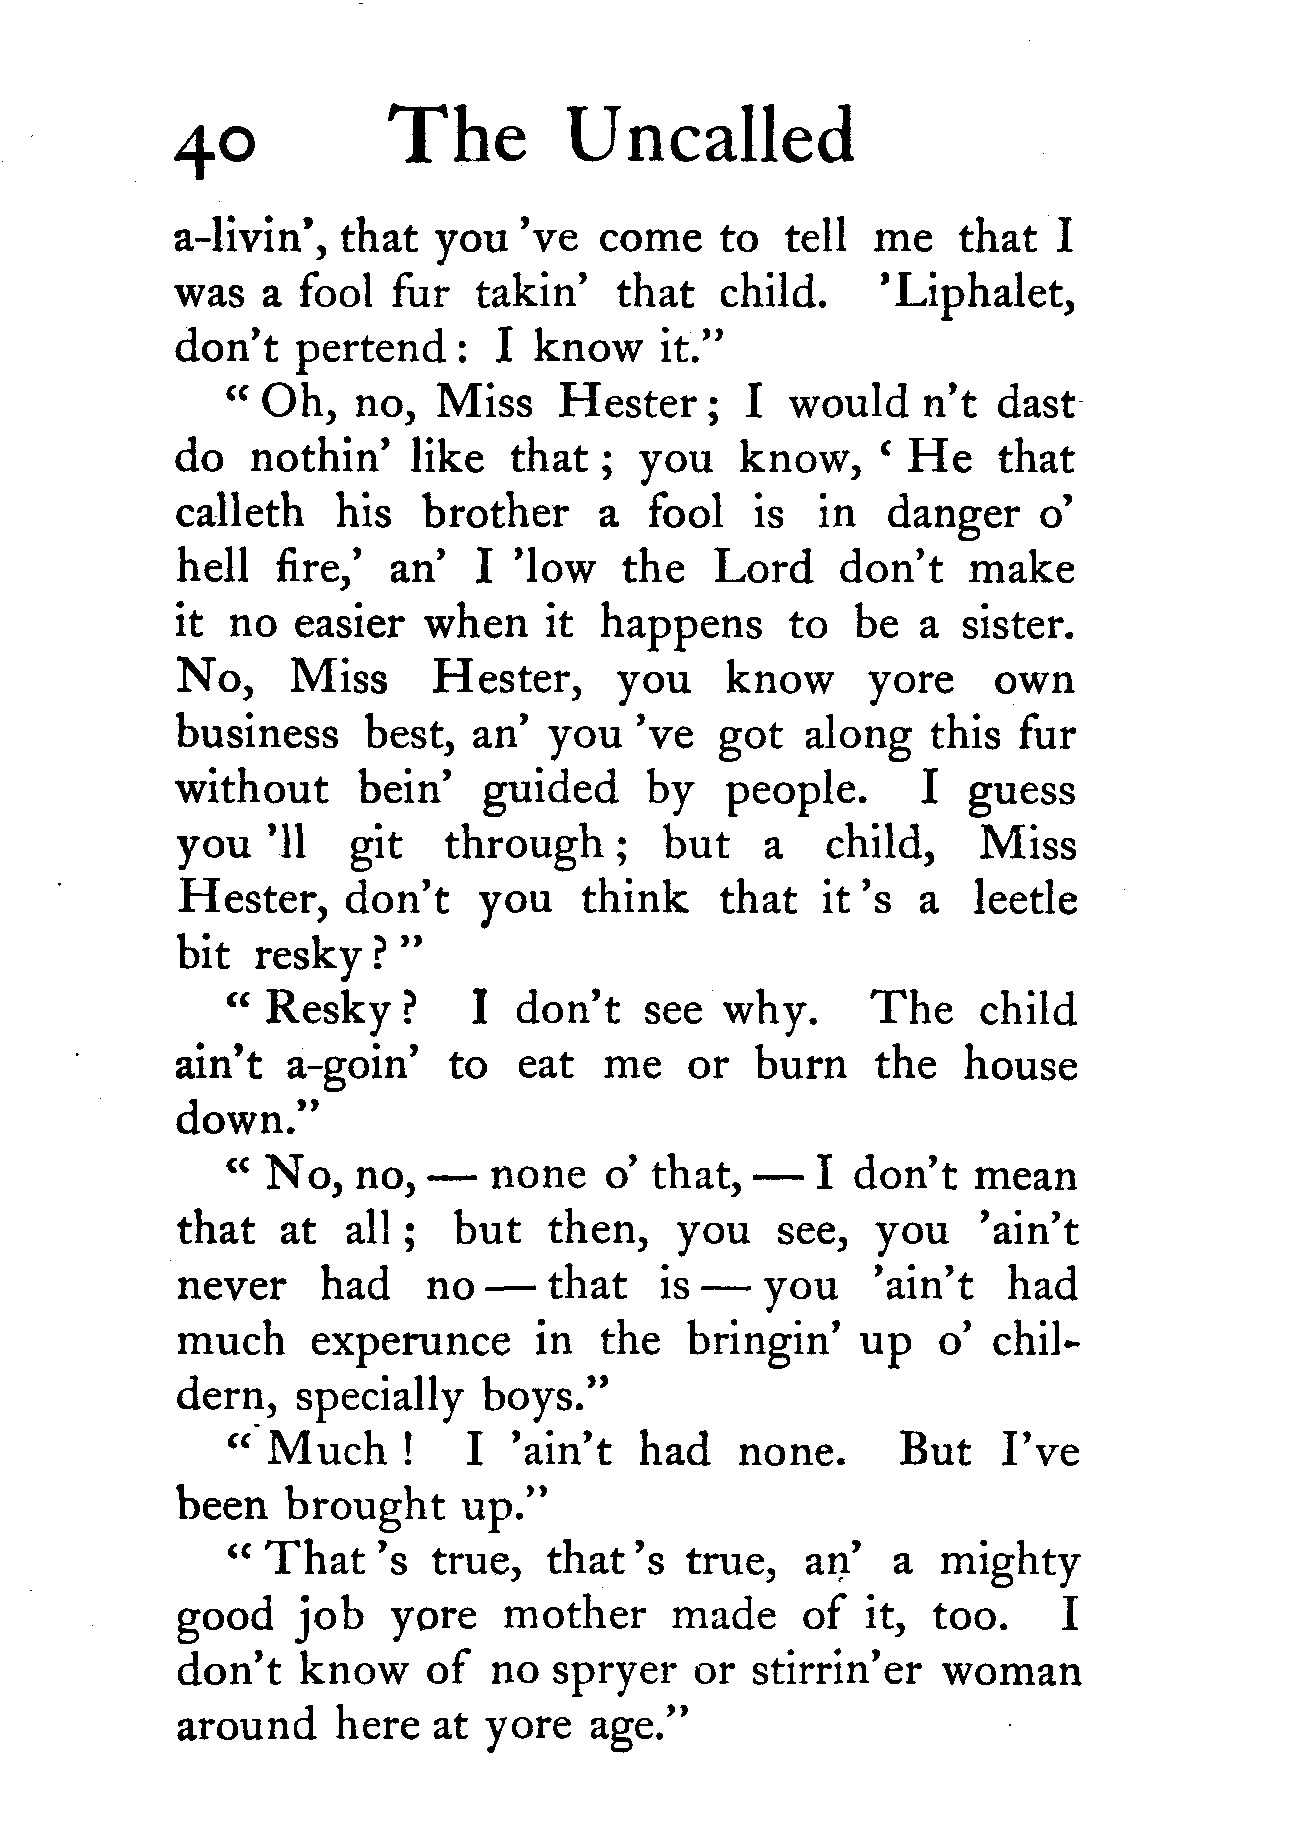 40 The Uncalled
a-livin', that you 've come to tell me that I
was a fool fur takin' that child. 'Liphalet,
don't pertend : I know it."
" Oh, no, Miss Hester ; I would n't dast
do nothin' like that ; you know, ' He that
calleth his brother a fool is in danger o'
hell fire,' an' I 'low the Lord don't make
it no easier when it happens to be a sister.
No, Miss Hester, you know yore own
business best, an' you 've got along this fur
without bein' guided by people. I guess
you 'll git through ; but a child, Miss
Hester, don't you think that it 's a leetle
bit resky ? "
" Resky ? I don't see why. The child
ain't a-goin' to eat me or burn the house
down."
" No, no, — none o' that, — I don't mean
that at all ; but then, you see, you 'ain't
never had no — that is — you 'ain't had
much experunce in the bringin' up o' chil-
dern, specially boys."
" Much ! I 'ain't had none. But I've
been brought up."
" That 's true, that 's true, an' a mighty
good job yore mother made of it, too. I
don't know of no spryer or stirrin'er woman
around here at yore age."